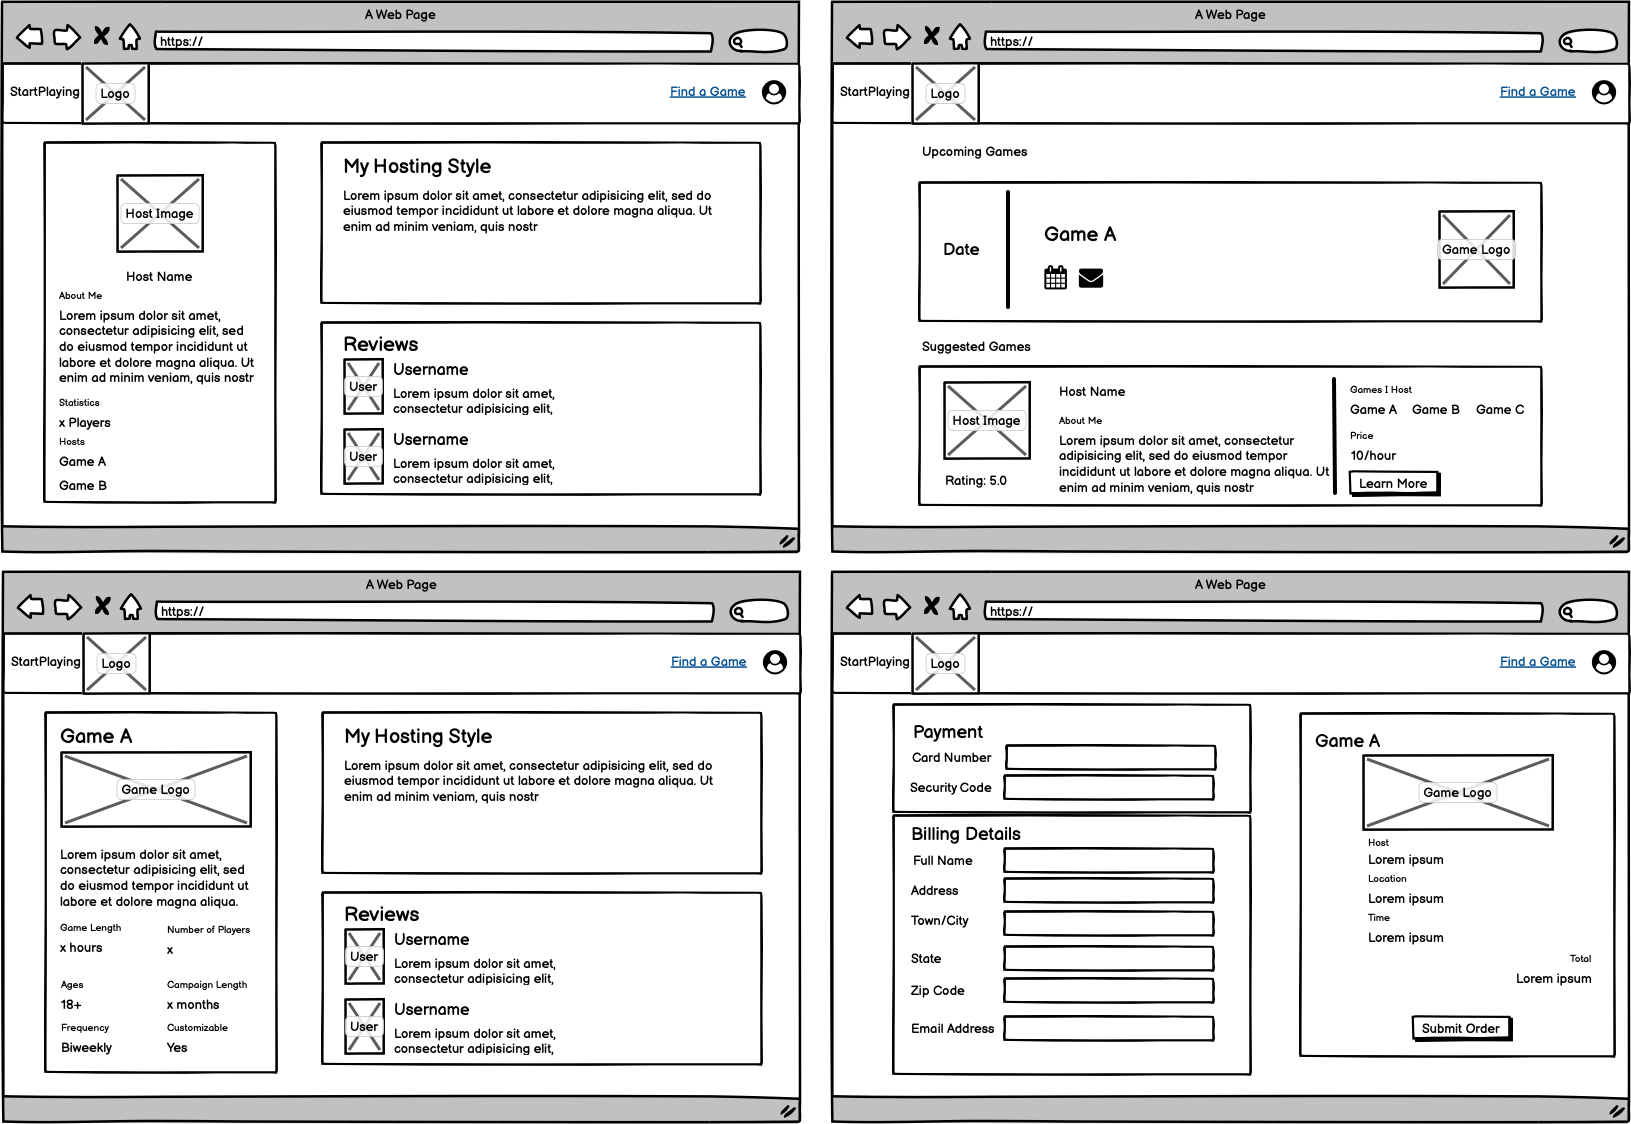 A Web Page
https://
StartPlaying
Logo
Find a Game
Host Image
Host Name
About Me
Lorem ipsum dolor sit amet,
consectetur adipisicing elit, sed
do eiusmod tempor incididunt ut
labore et dolore magna aliqua. Ut
enim ad minim veniam, quis nostr
Statistics
x Players
Hosts
Game A
Game B
My Hosting Style
Lorem ipsum dolor sit amet, consectetur adipisicing elit, sed do
eiusmod tempor incididunt ut labore et dolore magna aliqua. Ut
enim ad minim veniam, quis nostr
Reviews
User
Username
Lorem ipsum dolor sit amet,
consectetur adipisicing elit,
User
Username
Lorem ipsum dolor sit amet,
consectetur adipisicing elit,
A Web Page
https://
StartPlaying
Logo
Find a Game
Upcoming Games
Date
Game A
Game Logo
Suggested Games
Host Image
Rating: 5.0
Host Name
About Me
Lorem ipsum dolor sit amet, consectetur
adipisicing elit, sed do eiusmod tempor
incididunt ut labore et dolore magna aliqua. Ut
enim ad minim veniam, quis nostr
Games I Host
Game A Game B Game C
Price
10/hour
Learn More
A Web Page
https://
StartPlaying
Logo
Find a Game
Game A
Game Logo
Lorem ipsum dolor sit amet,
consectetur adipisicing elit, sed
do eiusmod tempor incididunt ut
labore et dolore magna aliqua.
Game Length
x hours
Number of Players
x
Ages
18+
Campaign Length
x months
Frequency
Biweekly
Customizable
Yes
My Hosting Style
Lorem ipsum dolor sit amet, consectetur adipisicing elit, sed do
eiusmod tempor incididunt ut labore et dolore magna aliqua. Ut
enim ad minim veniam, quis nostr
Reviews
User
Username
Lorem ipsum dolor sit amet,
consectetur adipisicing elit,
User
Username
Lorem ipsum dolor sit amet,
consectetur adipisicing elit,
A Web Page
https://
StartPlaying
Logo
Find a Game
Payment
Card Number
Security Code
Billing Details
Full Name
Address
Town/City
State
Zip Code
Email Address
Game A
Game Logo
Host
Lorem ipsum
Location
Lorem ipsum
Time
Lorem ipsum
Total
Lorem ipsum
Submit Order